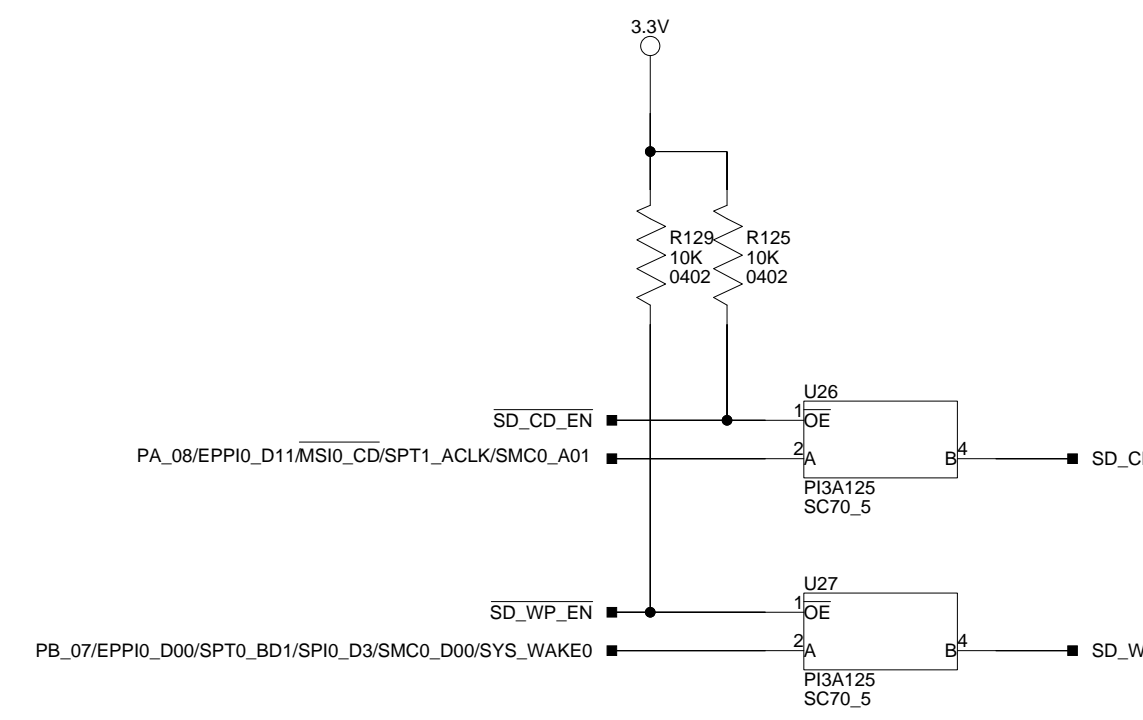 3.3V
R129
10K
0402
R125
10K
0402
U26
SD_CD_EN
1
OE
PA_08/EPPI0_D11/MSI0_CD/SPT1_ACLK/SMC0_A01
2
A
B
4
PI3A125
SC70_5
U27
SD_WP_EN
1
OE
PB_07/EPPI0_D00/SPT0_BD1/SPI0_D3/SMC0_D00/SYS_WAKE0
2
A
B
4
PI3A125
SC70_5